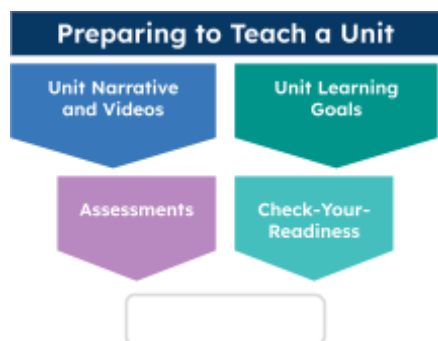 Preparing to Teach a Unit
Unit Narrative
and Videos
Unit Learning
Goals
Assessments
Check-Your-
Readiness